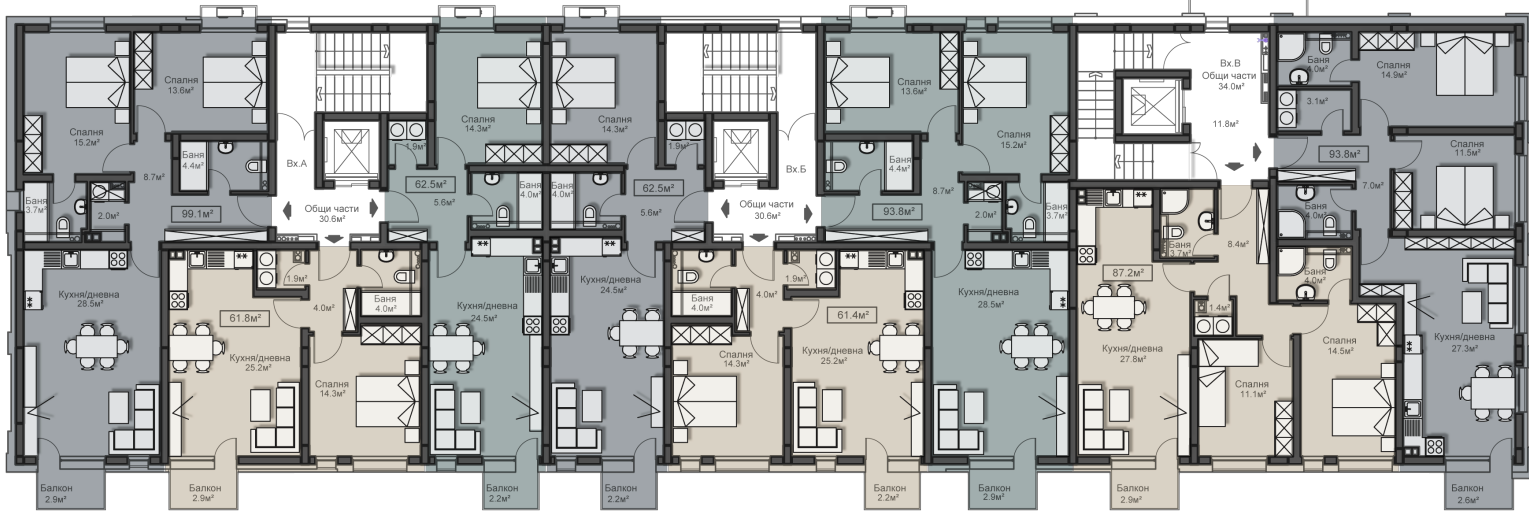 Спалня
15.2м²
Спалня
13.6м²
8.7м²
Баня
4.4м²
Баня
3.7м²
2.0м²
99.1м²
Кухня/дневна
28.5м²
Балкон
2.9м²
Вх.А
Общи части
30.6м²
61.8м²
1.9м²
4.0м²
Баня
4.0м²
Кухня/дневна
25.2м²
Спалня
14.3м²
Балкон
2.9м²
Спалня
14.3м²
1.9м²
62.5м²
5.6м²
Баня
4.0м²
Кухня/дневна
24.5м²
Балкон
2.2м²
Спалня
14.3м²
1.9м²
Баня
4.0м²
62.5м²
5.6м²
Кухня/дневна
24.5м²
Балкон
2.2м²
Вх.Б
Общи части
30.6м²
Баня
4.0м²
4.0м²
1.9м²
61.4м²
Спалня
14.3м²
Кухня/дневна
25.2м²
Балкон
2.2м²
Спалня
13.6м²
Спалня
15.2м²
Баня
4.4м²
8.7м²
93.8м²
2.0м²
Баня
3.7м²
Кухня/дневна
28.5м²
Балкон
2.9м²
Вх.В
Общи части
34.0м²
11.8м²
87.2м²
Баня
3.7м²
8.4м²
1.4м²
Кухня/дневна
27.8м²
Спалня
11.1м²
Баня
4.0м²
Спалня
14.5м²
Балкон
2.9м²
Баня
4.0м²
3.1м²
Спалня
14.9м²
93.8м²
Спалня
11.5м²
7.0м²
Баня
4.0м²
Кухня/дневна
27.3м²
Балкон
2.6м²